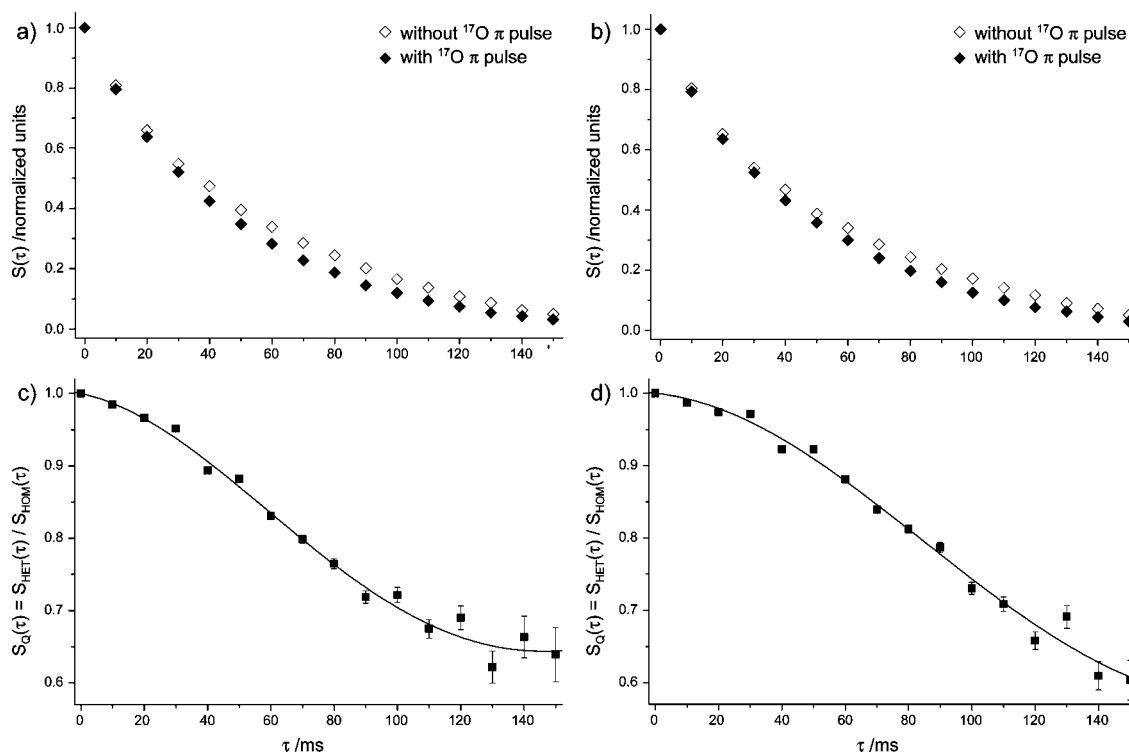 a)
without ¹⁷O π pulse
with ¹⁷O π pulse
S(τ) /normalized units
1.0
0.8
0.6
0.4
0.2
0.0
0 20 40 60 80 100 120 140
b)
without ¹⁷O π pulse
with ¹⁷O π pulse
S(τ) /normalized units
1.0
0.8
0.6
0.4
0.2
0.0
0 20 40 60 80 100 120 140
c)
S_Q(τ) = S_HET(τ) / S_HOM(τ)
1.0
0.9
0.8
0.7
0.6
0 20 40 60 80 100 120 140
τ /ms
d)
S_Q(τ) = S_HET(τ) / S_HOM(τ)
1.0
0.9
0.8
0.7
0.6
0 20 40 60 80 100 120 140
τ /ms